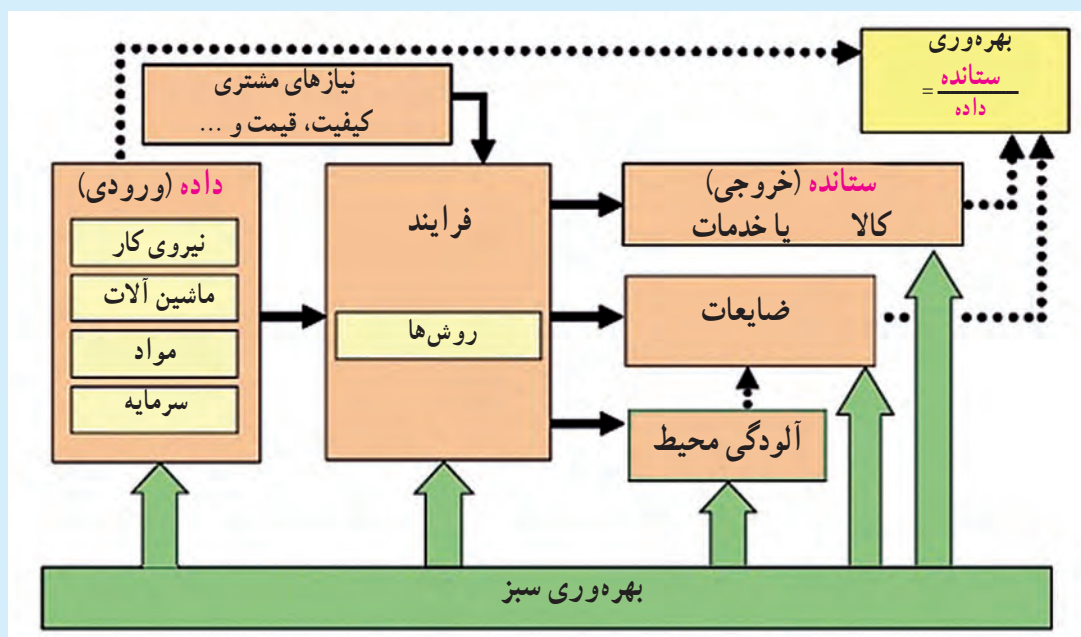 بهره‌وری
ستانده
داده
=
نیازهای مشتری
کیفیت، قیمت و ...
داده (ورودی)
نیروی کار
ماشین آلات
مواد
سرمایه
فرایند
روش‌ها
ستانده (خروجی)
کالا یا خدمات
ضایعات
آلودگی محیط
بهره‌وری سبز